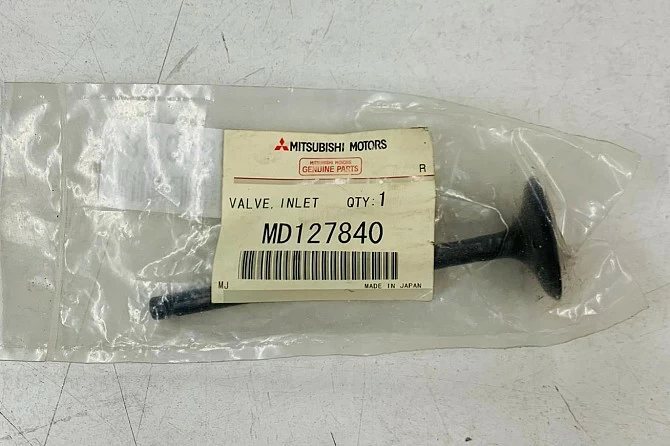 MITSUBISHI MOTORS
MITSUBISHI MOTORS
GENUINE PARTS
R
VALVE, INLET QTY:1
MD127840
MJ MADE IN JAPAN